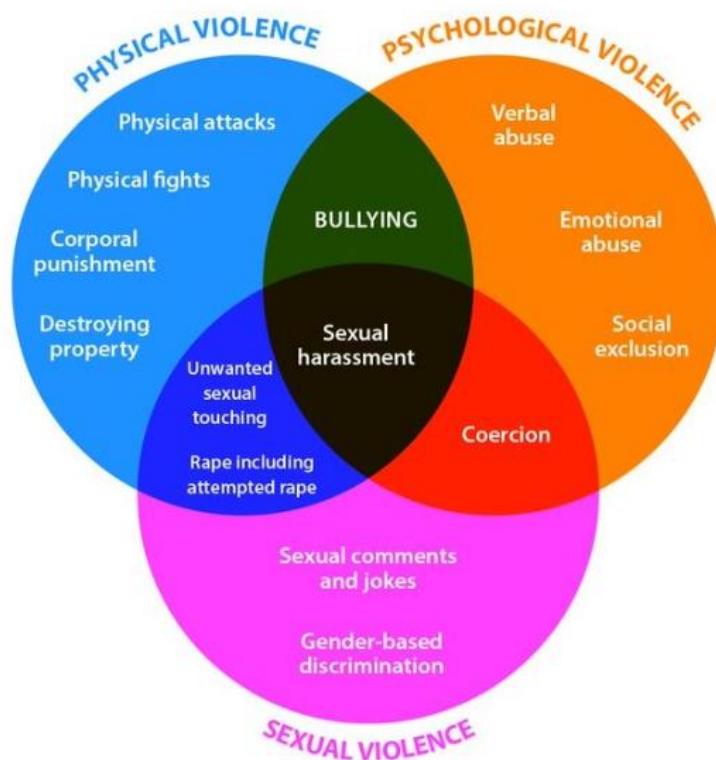 PHYSICAL VIOLENCE
PSYCHOLOGICAL VIOLENCE
Physical attacks
Physical fights
Corporal
punishment
Destroying
property
Verbal
abuse
Emotional
abuse
Social
exclusion
BULLYING
Sexual
harassment
Unwanted
sexual
touching
Rape including
attempted rape
Coercion
Sexual comments
and jokes
Gender-based
discrimination
SEXUAL VIOLENCE